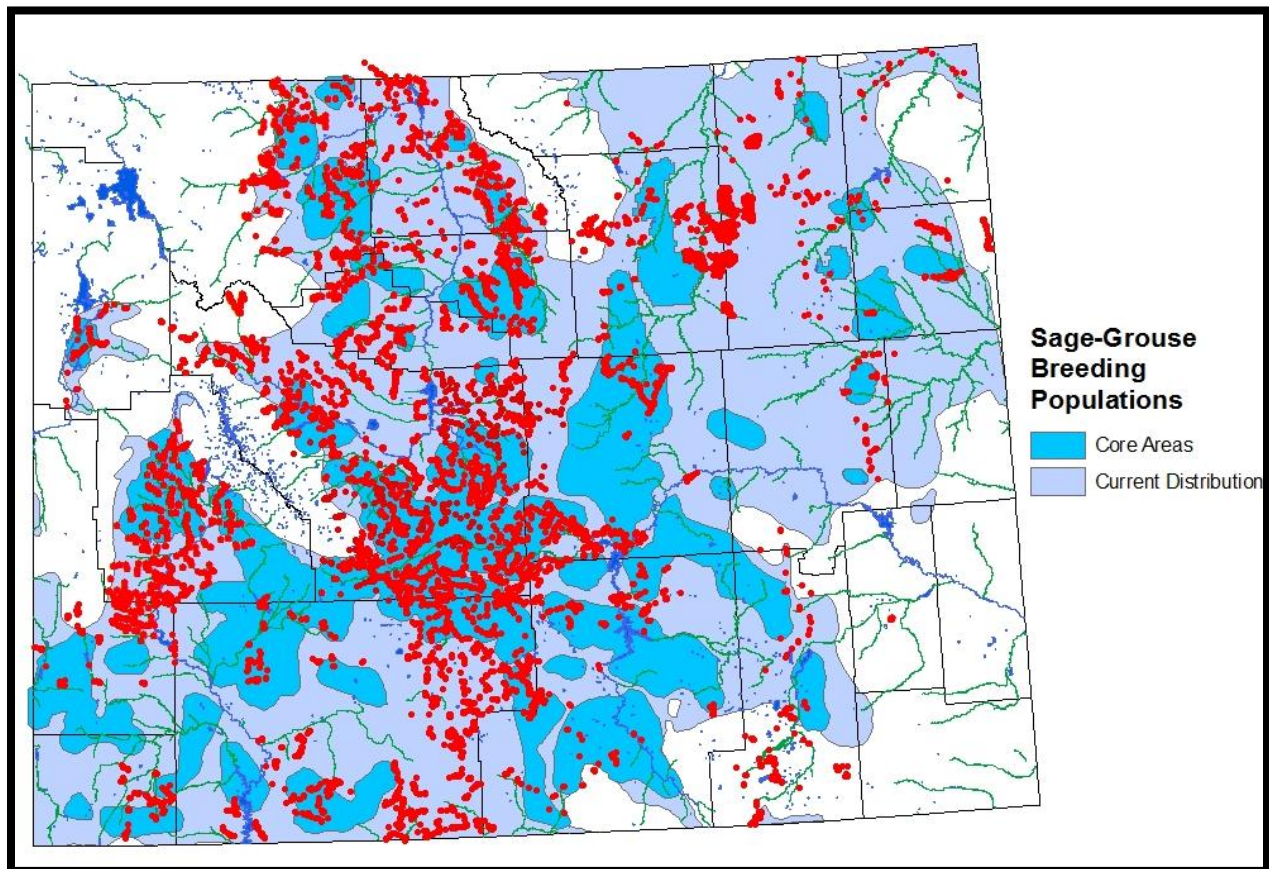 Sage-Grouse
Breeding
Populations
Core Areas
Current Distribution